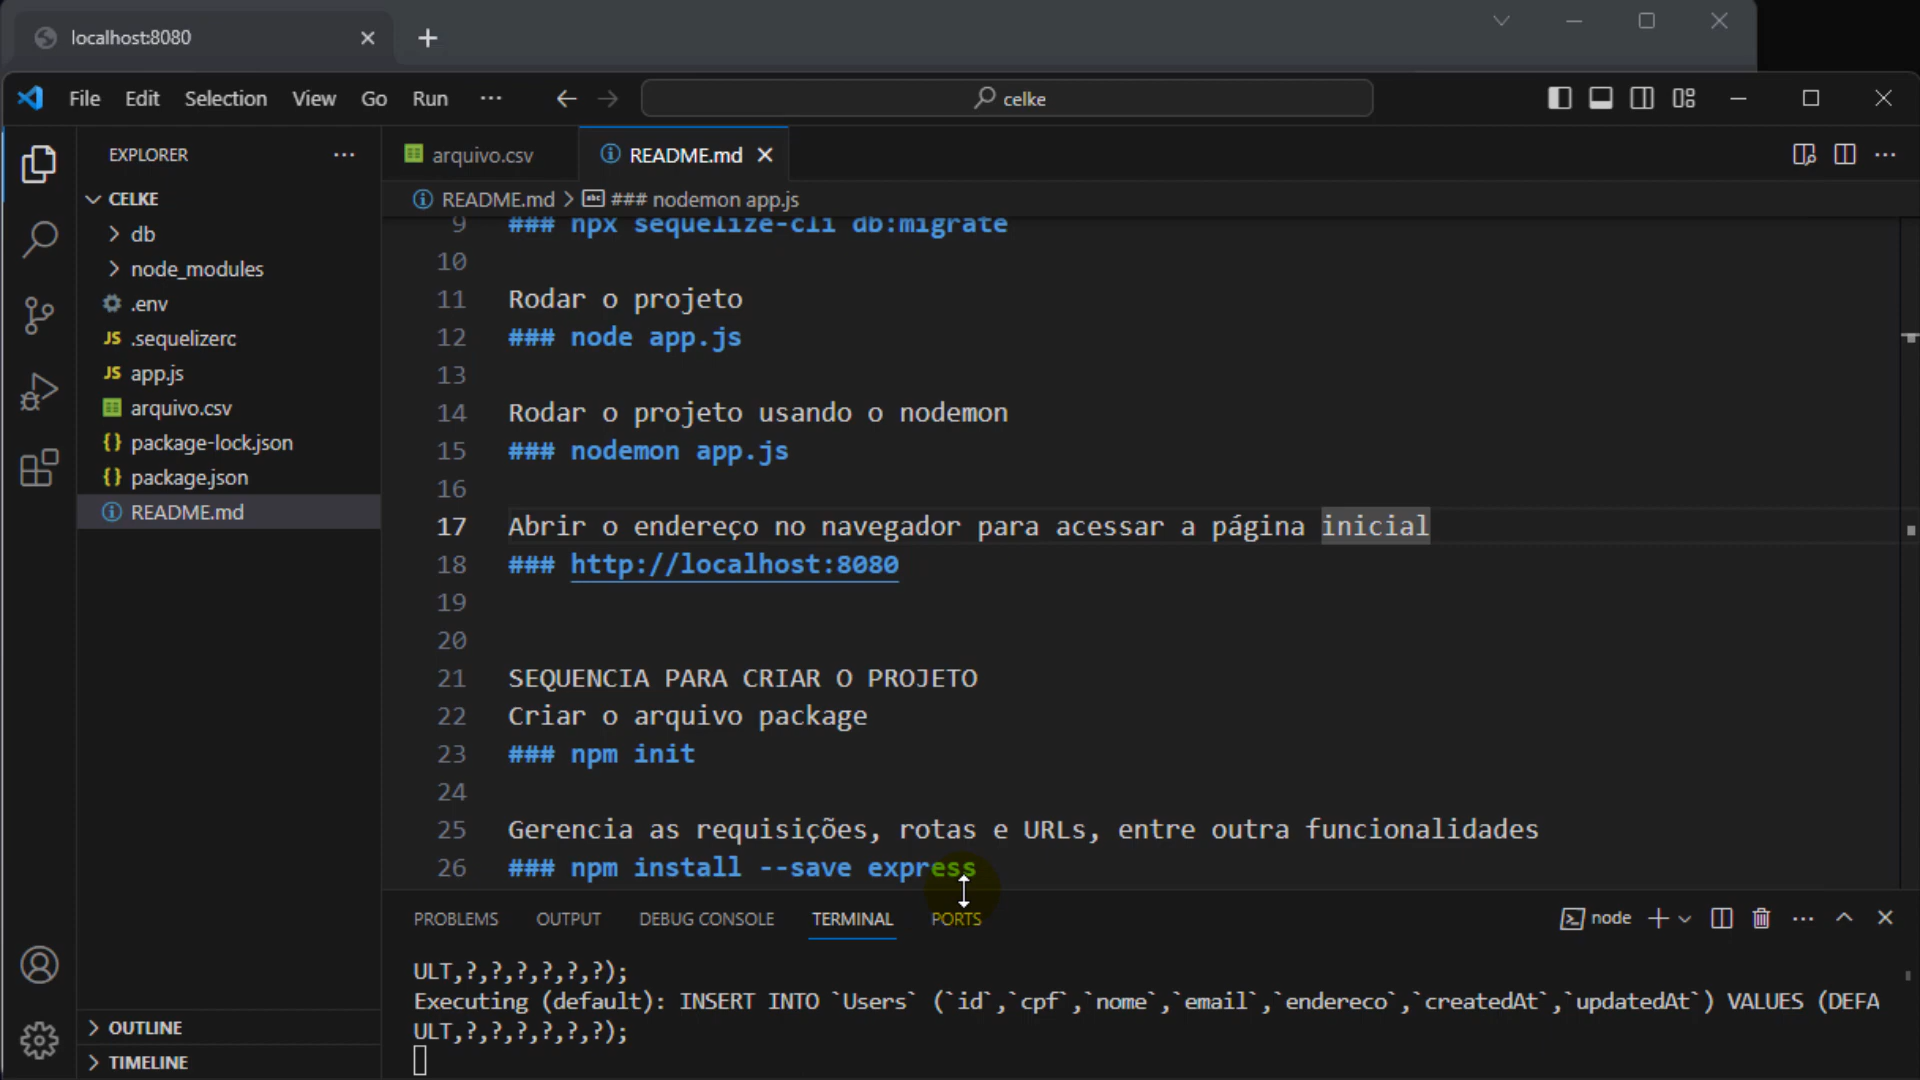 localhost:8080
File Edit Selection View Go Run
celke
EXPLORER
arquivo.csv
README.md
CELKE
README.md > ### nodemon app.js
db
node_modules
.env
JS .sequelizerc
JS app.js
arquivo.csv
{} package-lock.json
{} package.json
README.md
OUTLINE
TIMELINE
9 ### npx sequelize-cli db:migrate
10
11 Rodar o projeto
12 ### node app.js
13
14 Rodar o projeto usando o nodemon
15 ### nodemon app.js
16
17 Abrir o endereço no navegador para acessar a página inicial
18 ### http://localhost:8080
19
20
21 SEQUENCIA PARA CRIAR O PROJETO
22 Criar o arquivo package
23 ### npm init
24
25 Gerencia as requisições, rotas e URLs, entre outra funcionalidades
26 ### npm install --save express
PROBLEMS OUTPUT DEBUG CONSOLE TERMINAL PORTS
node
ULT,?,?,?,?,?,?);
Executing (default): INSERT INTO `Users` (`id`,`cpf`,`nome`,`email`,`endereco`,`createdAt`,`updatedAt`) VALUES (DEFA
ULT,?,?,?,?,?,?);